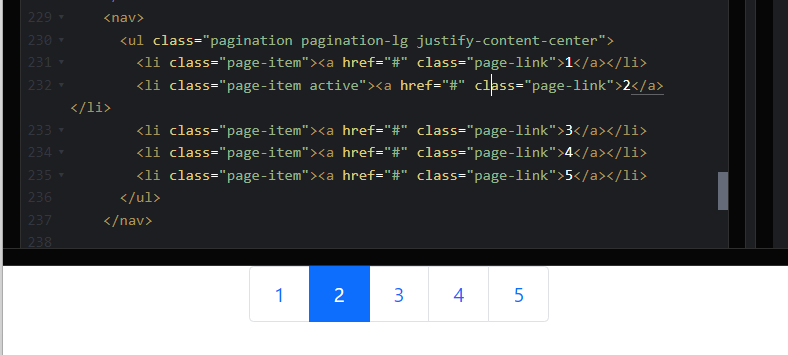 229 <nav>
230 <ul class="pagination pagination-lg justify-content-center">
231 <li class="page-item"><a href="#" class="page-link">1</a></li>
232 <li class="page-item active"><a href="#" class="page-link">2</a>
</li>
233 <li class="page-item"><a href="#" class="page-link">3</a></li>
234 <li class="page-item"><a href="#" class="page-link">4</a></li>
235 <li class="page-item"><a href="#" class="page-link">5</a></li>
236 </ul>
237 </nav>
238
1 2 3 4 5